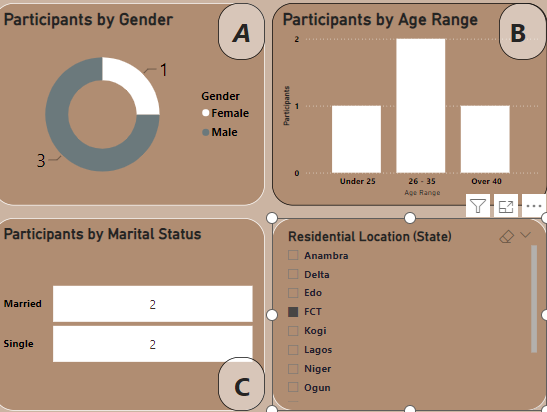 Participants by Gender
A
1
3
Gender
Female
Male
Participants by Age Range
B
Participants
2
1
0
Under 25
26 - 35
Over 40
Age Range
Participants by Marital Status
Married
2
Single
2
C
Residential Location (State)
Anambra
Delta
Edo
FCT
Kogi
Lagos
Niger
Ogun